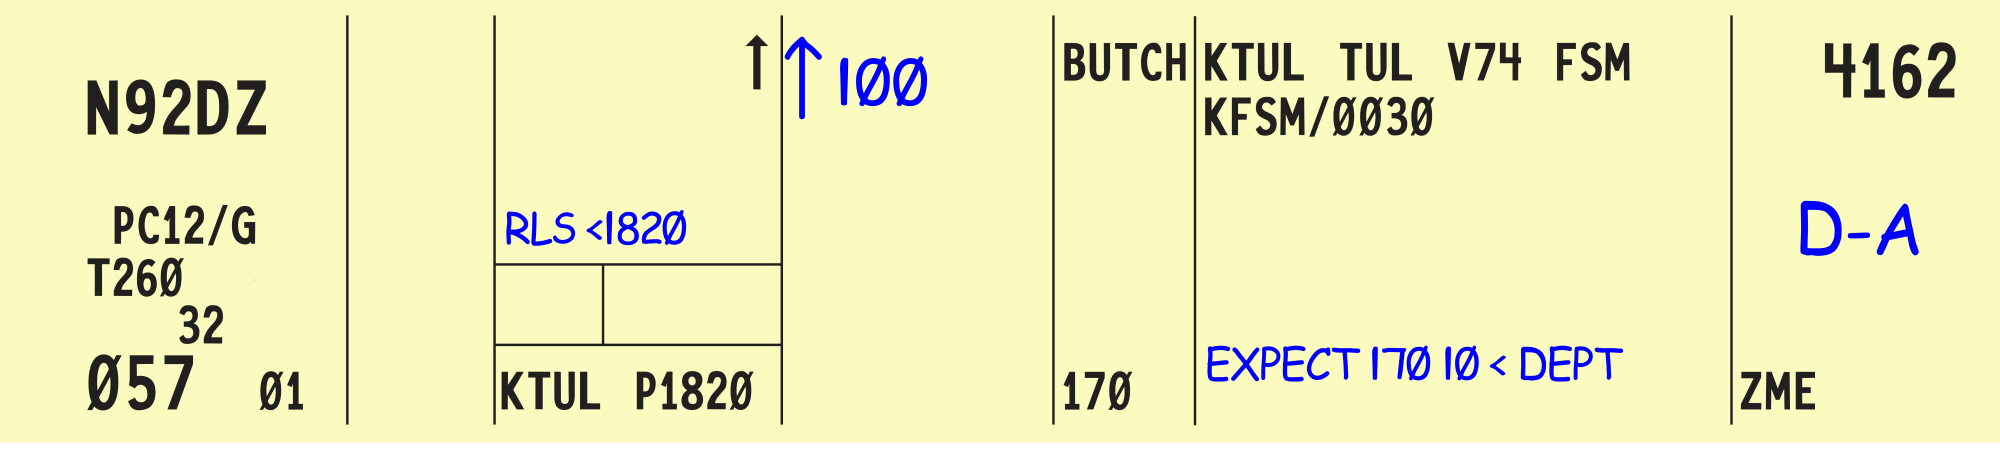 N92DZ
PC12/G
T260
32
057 01
RLS <1820
KTUL P1820
↑ ↑ 100
BUTCH
170
KTUL TUL V74 FSM
KFSM/0030
EXPECT 170 10 < DEPT
4162
D-A
ZME